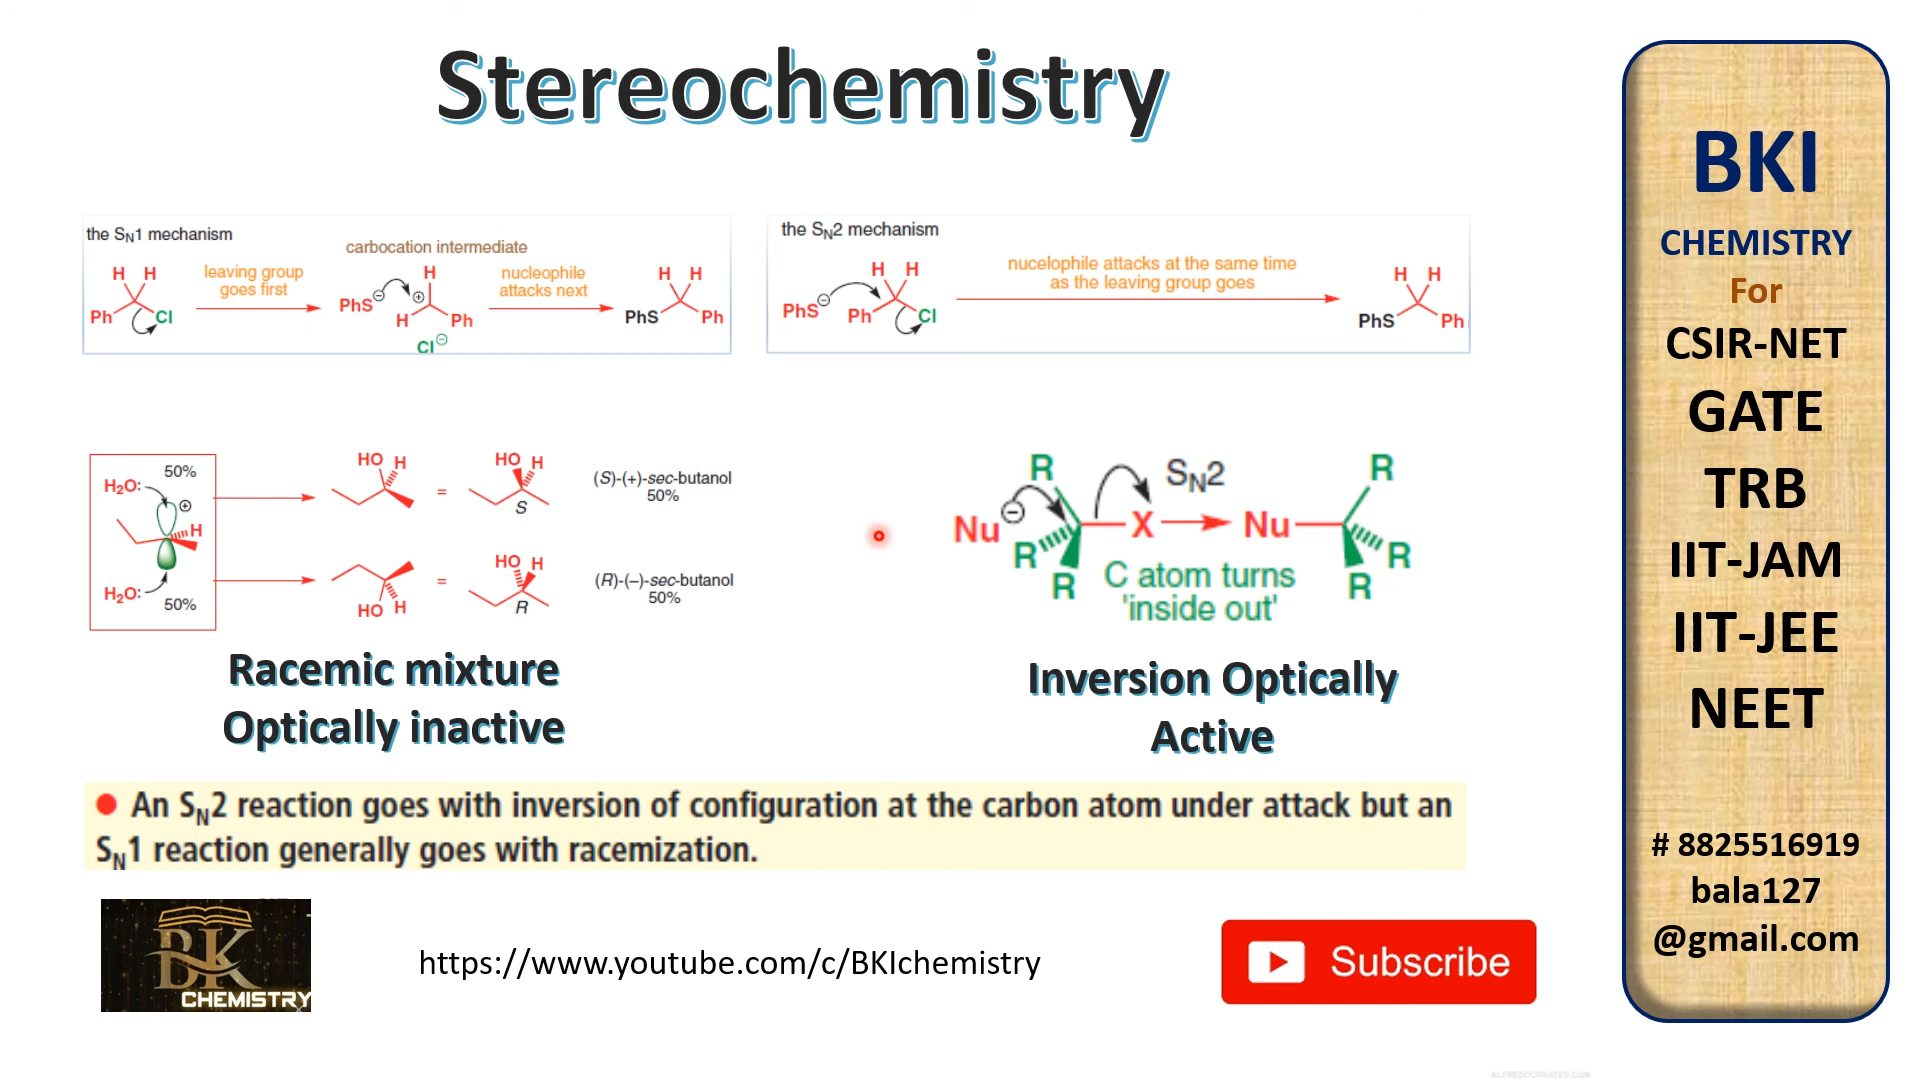 Stereochemistry
the SN1 mechanism
carbocation intermediate
H H
Ph Cl
leaving group
goes first
PhS⊖
H
⊕
H Ph
Cl⊖
nucleophile
attacks next
H H
PhS Ph
the SN2 mechanism
PhS⊖
H H
Ph Cl
nucelophile attacks at the same time
as the leaving group goes
H H
PhS Ph
50%
H₂O:
⊕
H
H₂O:
50%
HO H
=
HO H
S
(S)-(+)-sec-butanol
50%
HO H
=
HO H
R
(R)-(–)-sec-butanol
50%
Racemic mixture
Optically inactive
R
SN2
R
Nu⊖
X
Nu
R
R
R
R
C atom turns
'inside out'
Inversion Optically
Active
● An SN2 reaction goes with inversion of configuration at the carbon atom under attack but an
SN1 reaction generally goes with racemization.
BK
CHEMISTRY
https://www.youtube.com/c/BKIchemistry
Subscribe
BKI
CHEMISTRY
For
CSIR-NET
GATE
TRB
IIT-JAM
IIT-JEE
NEET
# 8825516919
bala127
@gmail.com
ALFREDOCREATES.COM